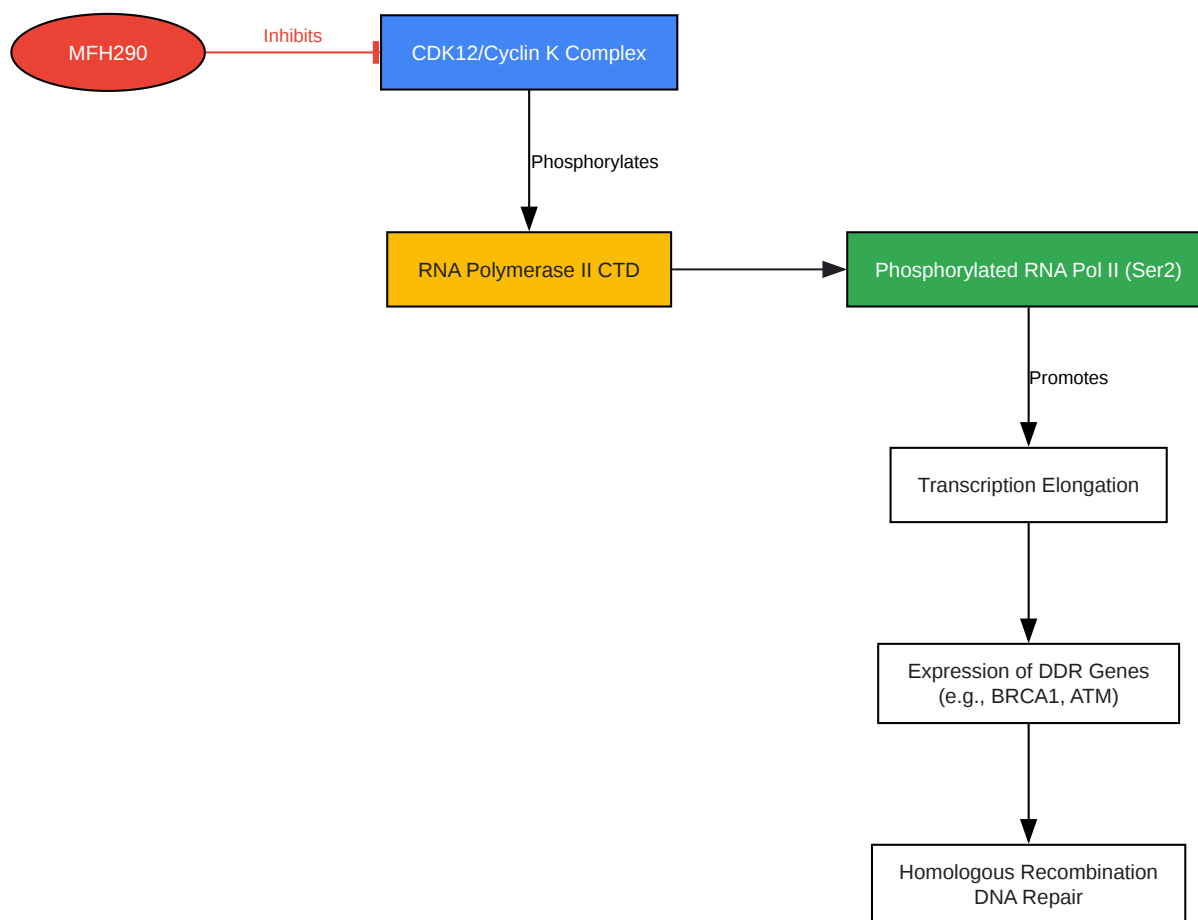 MFH290
Inhibits
CDK12/Cyclin K Complex
Phosphorylates
RNA Polymerase II CTD
Phosphorylated RNA Pol II (Ser2)
Promotes
Transcription Elongation
Expression of DDR Genes
(e.g., BRCA1, ATM)
Homologous Recombination
DNA Repair